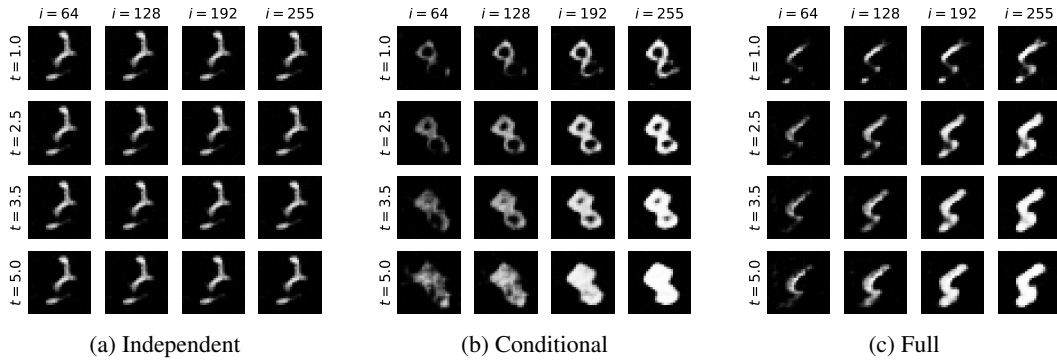 i = 64 i = 128 i = 192 i = 255 i = 64 i = 128 i = 192 i = 255 i = 64 i = 128 i = 192 i = 255
t = 1.0 t = 1.0 t = 1.0
t = 2.5 t = 2.5 t = 2.5
t = 3.5 t = 3.5 t = 3.5
t = 5.0 t = 5.0 t = 5.0
(a) Independent (b) Conditional (c) Full